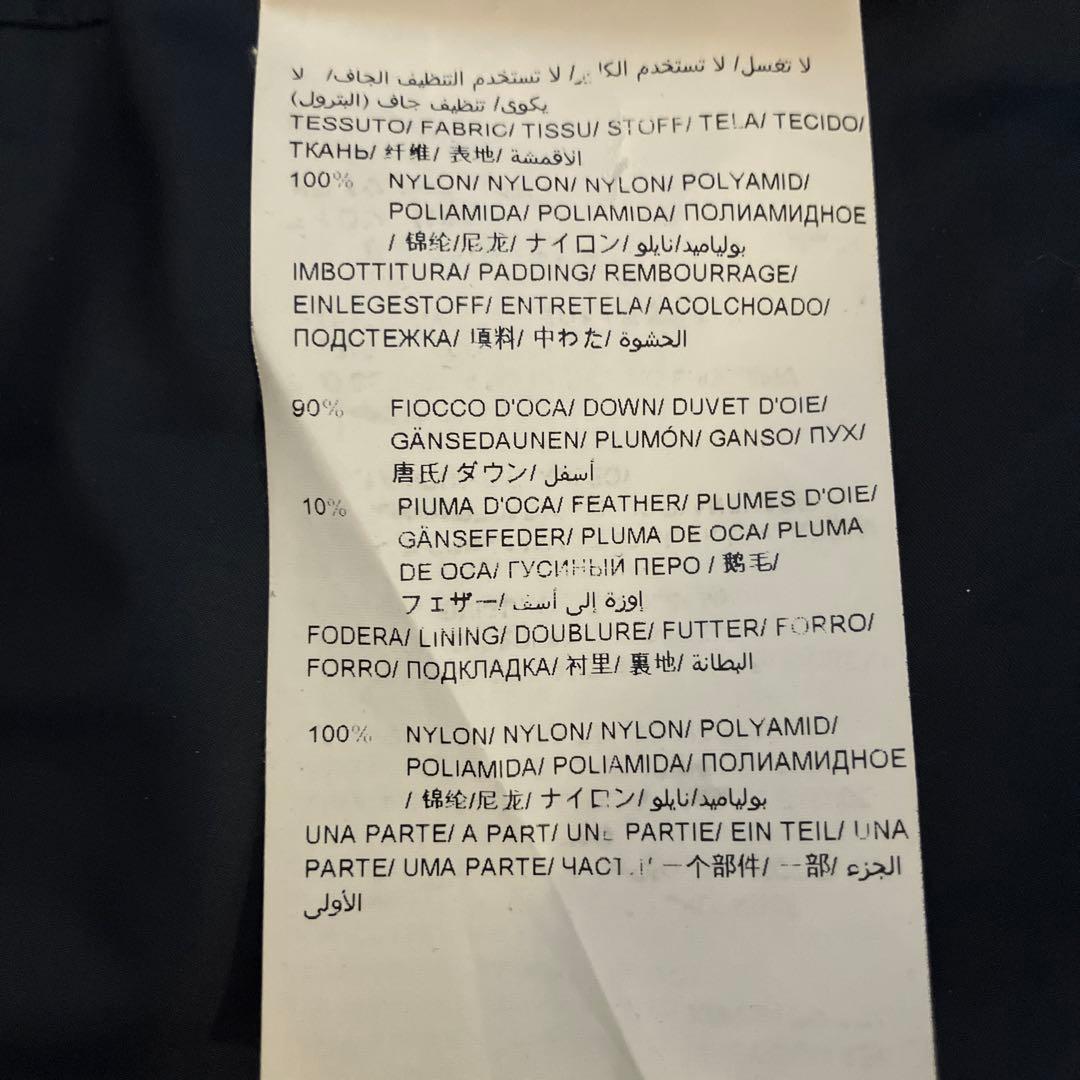 لا تغسل/ لا تستخدم / لا تستخدم التنظيف الجاف/ لا
يكوى/ تنظيف جاف (البترول)
TESSUTO/ FABRIC/ TISSU/ STOFF/ TELA/ TECIDO/
ТКАНЬ/ 纤维/ 表地/ الاقمشة
100% NYLON/ NYLON/ NYLON/ POLYAMID/
POLIAMIDA/ POLIAMIDA/ ПОЛИАМИДНОЕ
/ 锦纶/尼龙/ ナイロン/ بولياميد/نايلو
IMBOTTITURA/ PADDING/ REMBOURRAGE/
EINLEGESTOFF/ ENTRETELA/ ACOLCHOADO/
ПОДСТЕЖКА/ 填料/ 中わた/ الحشوة
90% FIOCCO D'OCA/ DOWN/ DUVET D'OIE/
GÄNSEDAUNEN/ PLUMÓN/ GANSO/ ПУХ/
唐氏/ ダウン/ أسفل
10% PIUMA D'OCA/ FEATHER/ PLUMES D'OIE/
GÄNSEFEDER/ PLUMA DE OCA/ PLUMA
DE OCA/ ГУСИНЫЙ ПЕРО / 鹅毛/
フェザー/ إوزة إلى أسف
FODERA/ LINING/ DOUBLURE/ FUTTER/ FORRO/
FORRO/ ПОДКЛАДКА/ 衬里/ 裏地/ البطانة
100% NYLON/ NYLON/ NYLON/ POLYAMID/
POLIAMIDA/ POLIAMIDA/ ПОЛИАМИДНОЕ
/ 锦纶/尼龙/ ナイロン/ بولياميد/نايلو
UNA PARTE/ A PART/ UNE PARTIE/ EIN TEIL/ UNA
PARTE/ UMA PARTE/ 一个部件/ 一部/ الجزء
الأولى